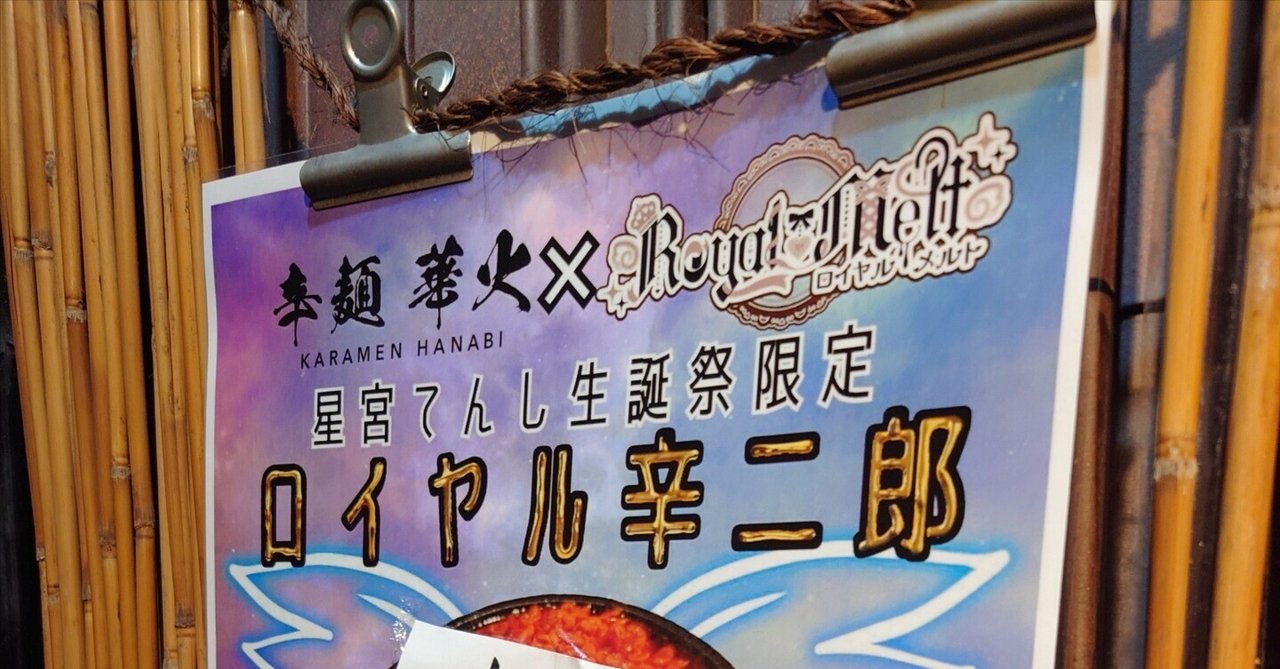 辛麺 華火×Royal Melt
ロイヤルメルト
KARAMEN HANABI
星宮てんし生誕祭限定
ロイヤル辛二郎